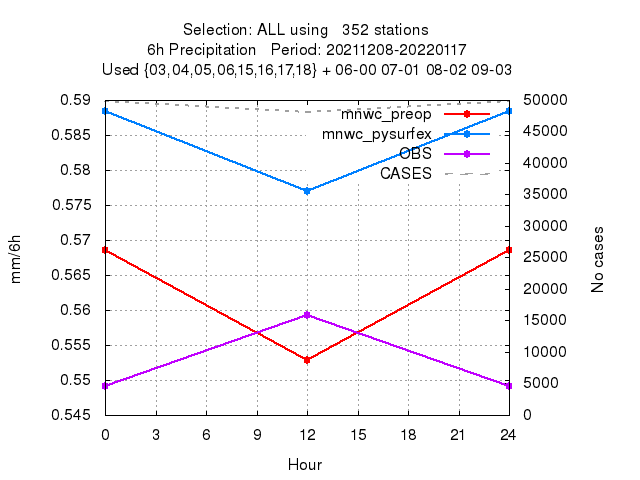 Selection: ALL using   352 stations
6h Precipitation   Period: 20211208-20220117
Used {03,04,05,06,15,16,17,18} + 06-00 07-01 08-02 09-03
mnwc_preop
mnwc_pysurfex
OBS
CASES
0.59
0.585
0.58
0.575
0.57
0.565
0.56
0.555
0.55
0.545
mm/6h
50000
45000
40000
35000
30000
25000
20000
15000
10000
5000
0
No cases
0 3 6 9 12 15 18 21 24
Hour